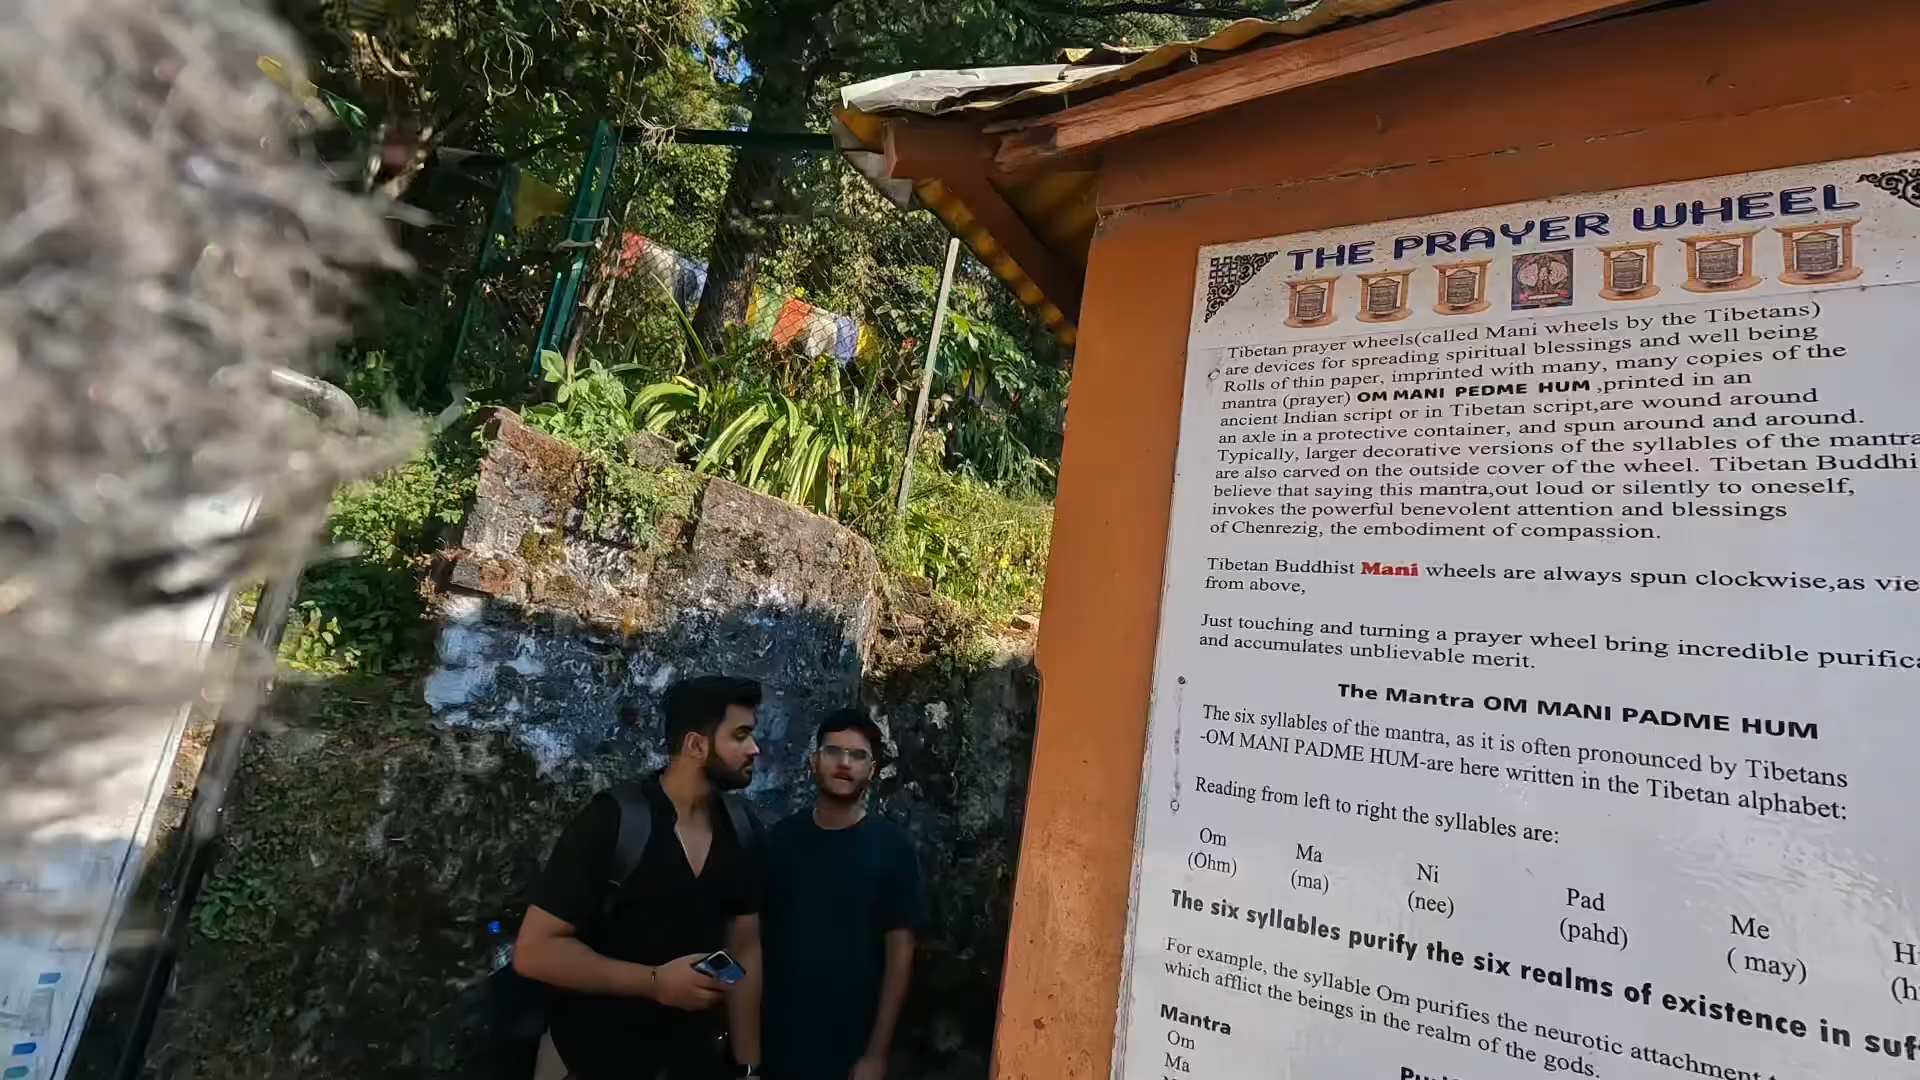 THE PRAYER WHEEL
Tibetan prayer wheels(called Mani wheels by the Tibetans)
are devices for spreading spiritual blessings and well being
Rolls of thin paper, imprinted with many, many copies of the
mantra (prayer) OM MANI PEDME HUM ,printed in an
ancient Indian script or in Tibetan script,are wound around
an axle in a protective container, and spun around and around.
Typically, larger decorative versions of the syllables of the mantra
are also carved on the outside cover of the wheel. Tibetan Buddhi
believe that saying this mantra,out loud or silently to oneself,
invokes the powerful benevolent attention and blessings
of Chenrezig, the embodiment of compassion.
Tibetan Buddhist Mani wheels are always spun clockwise,as vie
from above,
Just touching and turning a prayer wheel bring incredible purific
and accumulates unblievable merit.
The Mantra OM MANI PADME HUM
The six syllables of the mantra, as it is often pronounced by Tibetans
-OM MANI PADME HUM-are here written in the Tibetan alphabet:
Reading from left to right the syllables are:
Om Ma Ni Pad Me H
(Ohm) (ma) (nee) (pahd) ( may) (h
The six syllables purify the six realms of existence in suf
For example, the syllable Om purifies the neurotic attachment
which afflict the beings in the realm of the gods.
Mantra
Om
Ma